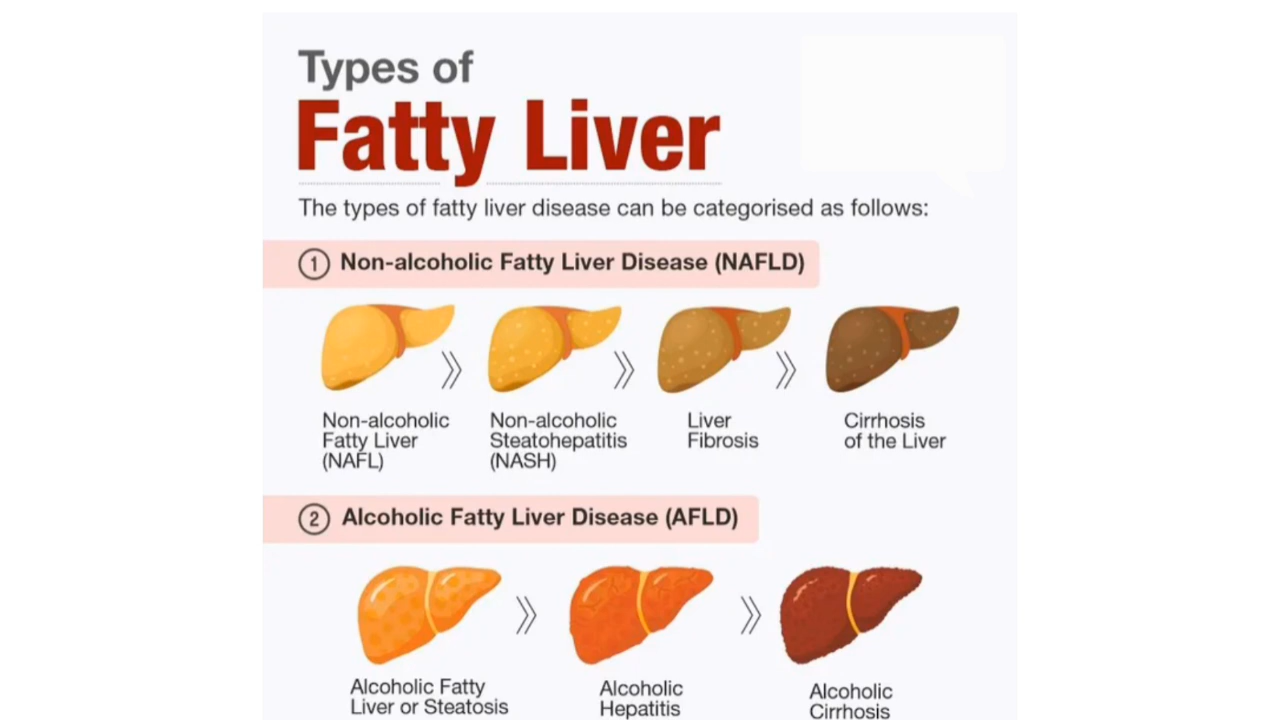 Types of
Fatty Liver
The types of fatty liver disease can be categorised as follows:
1 Non-alcoholic Fatty Liver Disease (NAFLD)
Non-alcoholic
Fatty Liver
(NAFL)
Non-alcoholic
Steatohepatitis
(NASH)
Liver
Fibrosis
Cirrhosis
of the Liver
2 Alcoholic Fatty Liver Disease (AFLD)
Alcoholic Fatty
Liver or Steatosis
Alcoholic
Hepatitis
Alcoholic
Cirrhosis